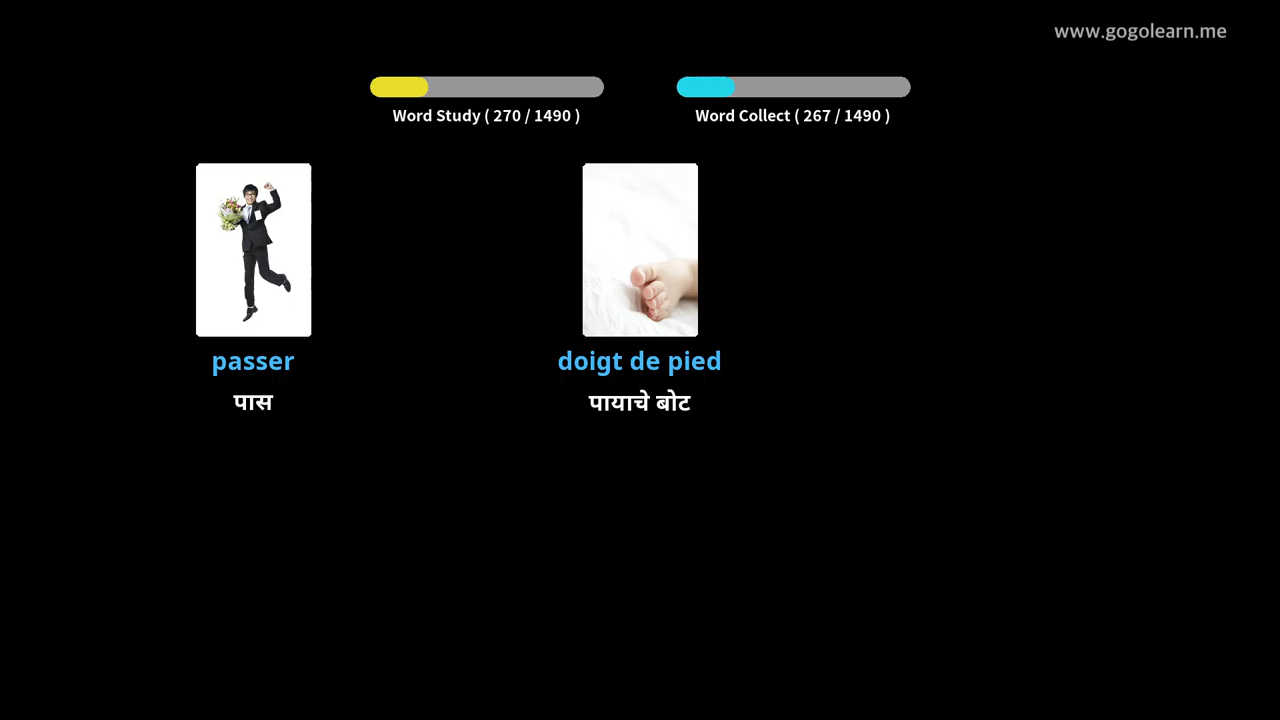 www.gogolearn.me
Word Study ( 270 / 1490 )
Word Collect ( 267 / 1490 )
passer
doigt de pied
पास
पायाचे बोट